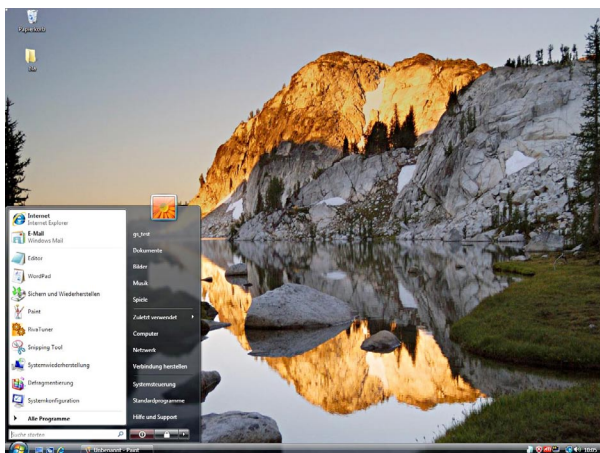 Papierkorb
Internet
Internet Explorer
E-Mail
Windows Mail
Editor
WordPad
Sichern und Wiederherstellen
Paint
RivaTuner
Snipping Tool
Systemwiederherstellung
Defragmentierung
Systemkonfiguration
Alle Programme
Suche starten
gs_test
Dokumente
Bilder
Musik
Spiele
Zuletzt verwendet
Computer
Netzwerk
Verbindung herstellen
Systemsteuerung
Standardprogramme
Hilfe und Support
Unbenannt - Paint
10:05